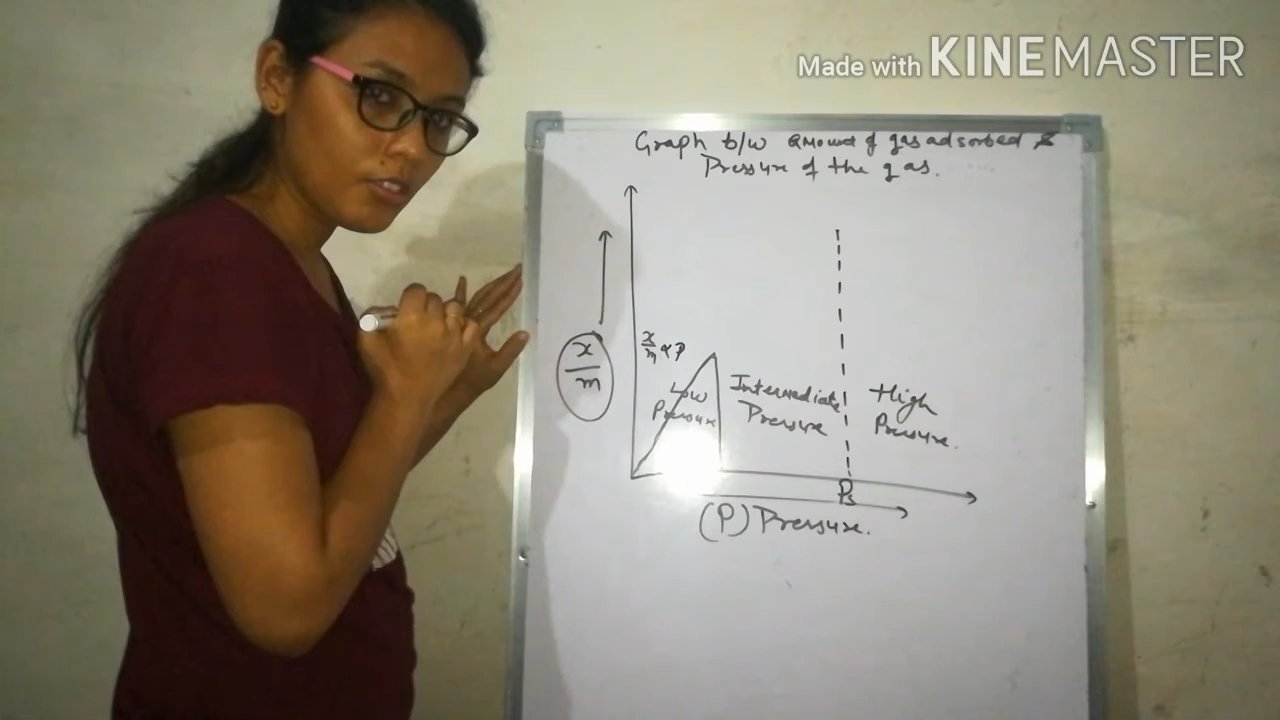 Made with KINEMASTER
Graph b/w Amount of gas adsorbed &
Pressure of the gas.
x/m ∝ P
x/m
Low
Pressure
Intermediate
Pressure
High
Pressure.
Ps
(P) Pressure.